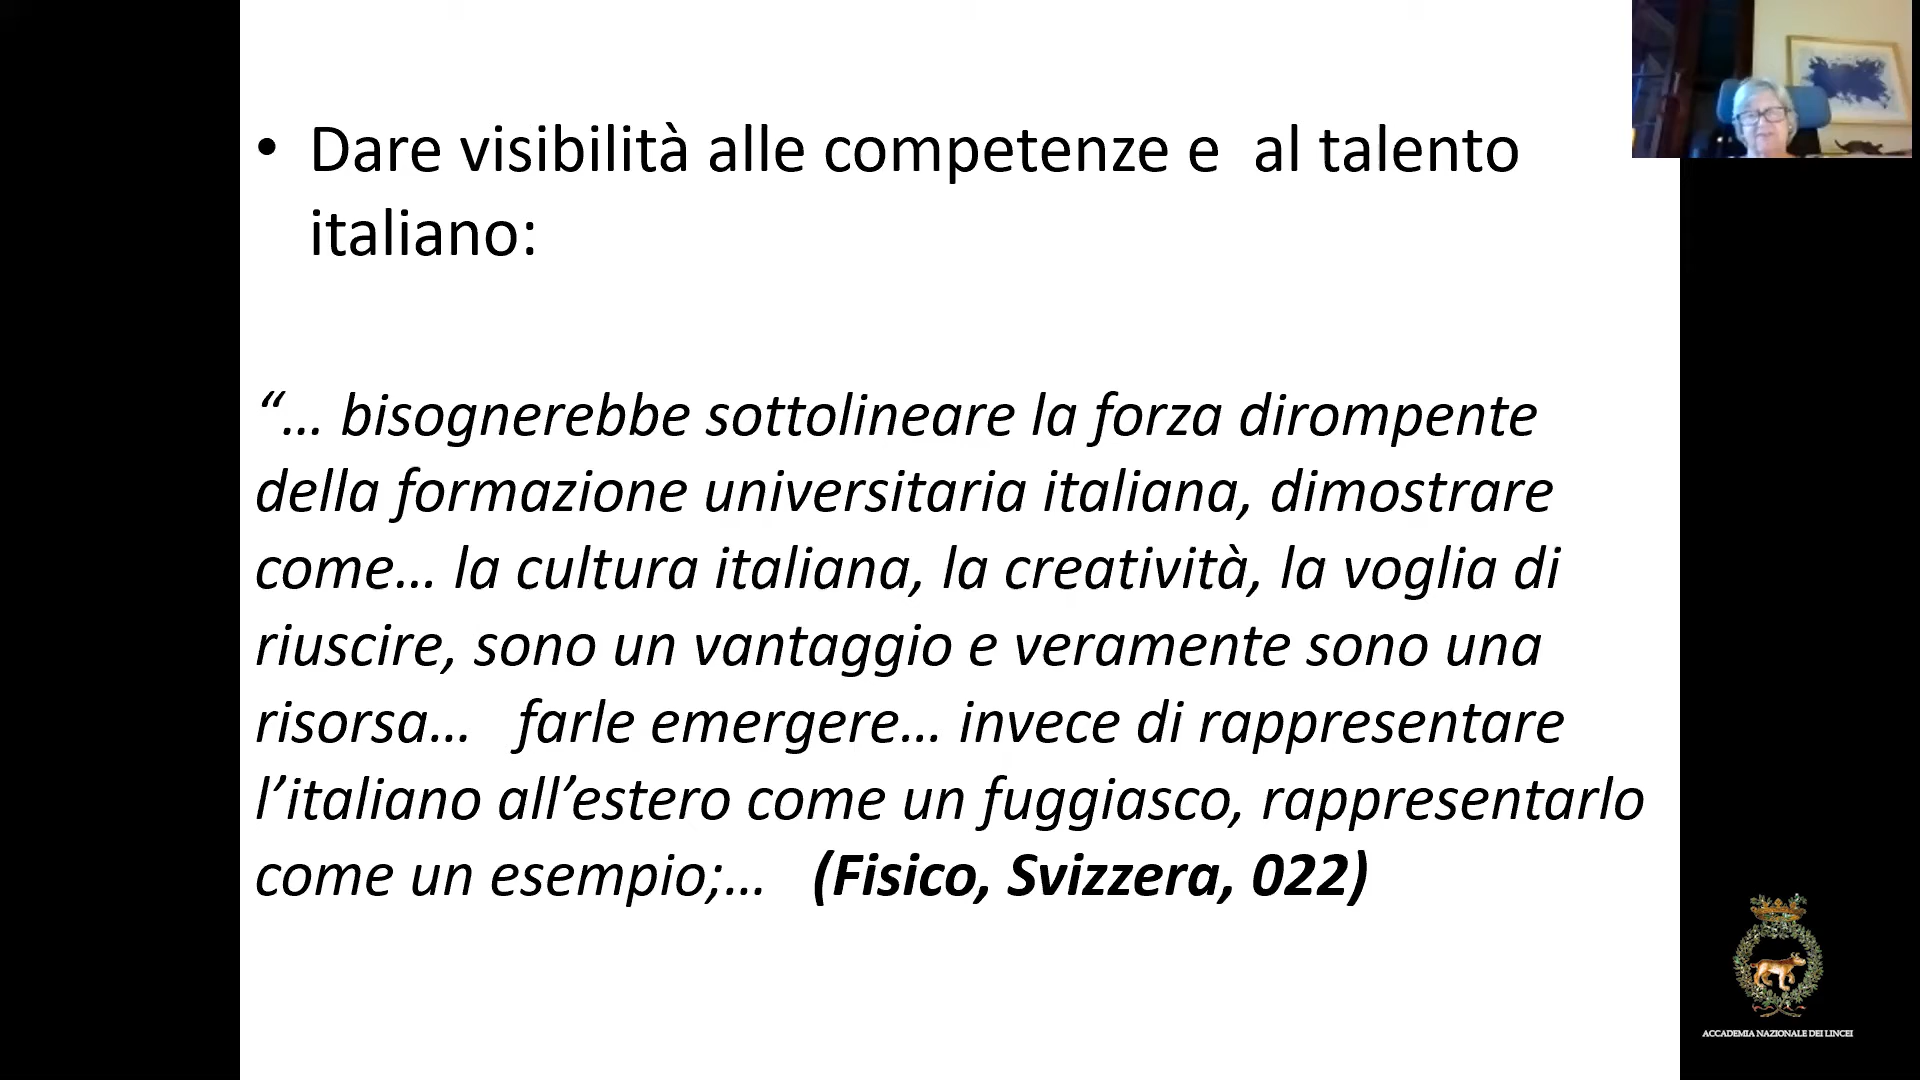 • Dare visibilità alle competenze e  al talento
italiano:
“… bisognerebbe sottolineare la forza dirompente
della formazione universitaria italiana, dimostrare
come… la cultura italiana, la creatività, la voglia di
riuscire, sono un vantaggio e veramente sono una
risorsa…   farle emergere… invece di rappresentare
l’italiano all’estero come un fuggiasco, rappresentarlo
come un esempio;…   (Fisico, Svizzera, 022)
ACCADEMIA NAZIONALE DEI LINCEI